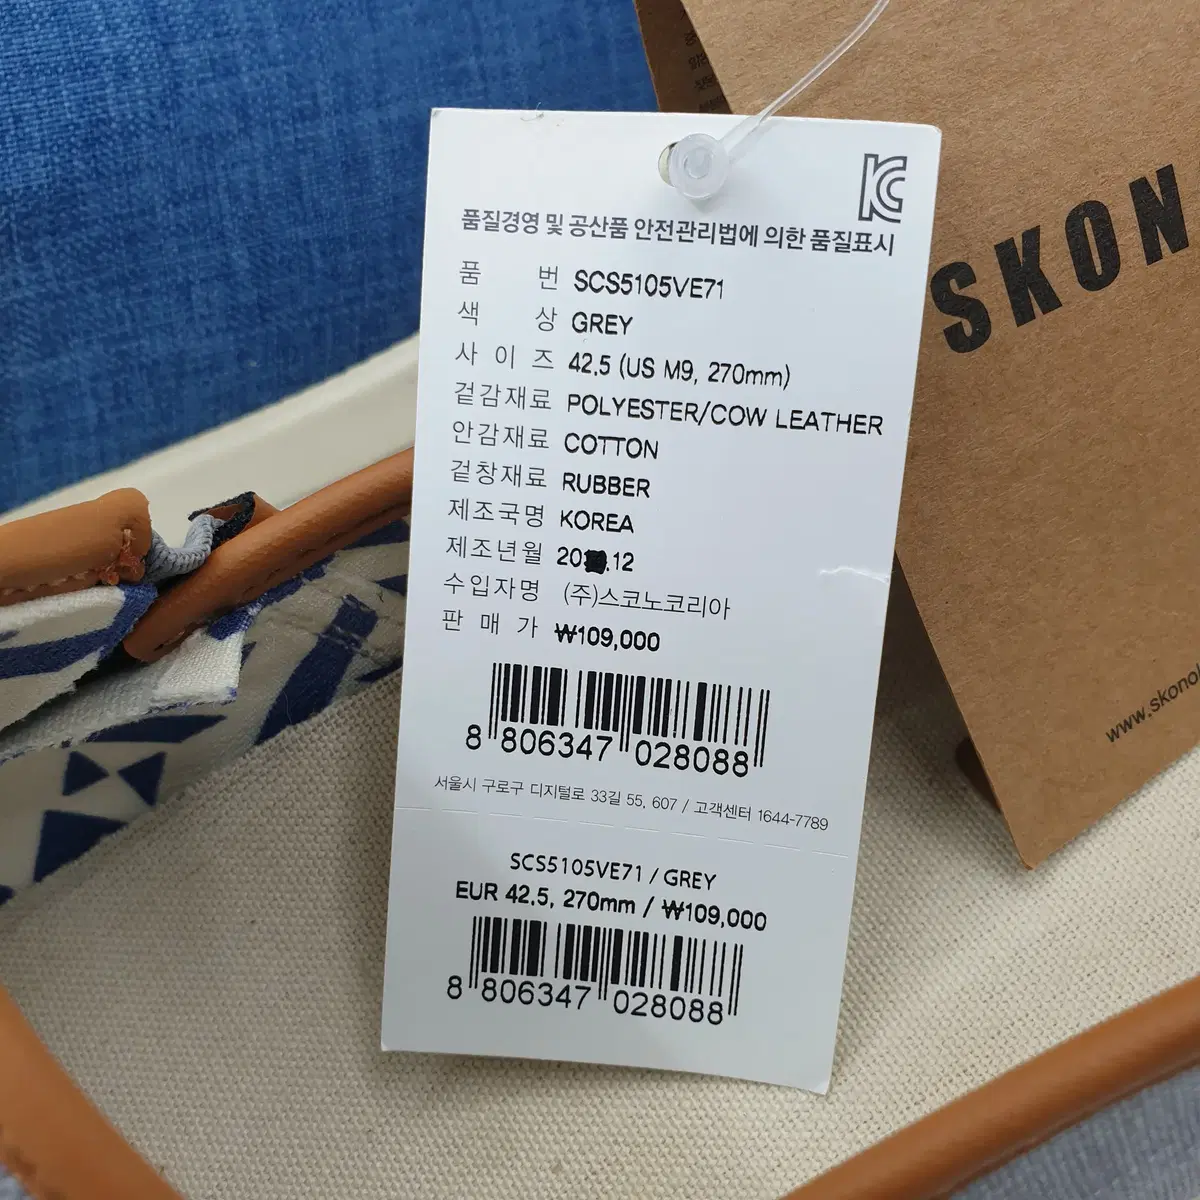 품질경영 및 공산품 안전관리법에 의한 품질표시
품 번 SCS5105VE71
색 상 GREY
사 이 즈 42.5 (US M9, 270mm)
겉감재료 POLYESTER/COW LEATHER
안감재료 COTTON
겉창재료 RUBBER
제조국명 KOREA
제조년월 20 .12
수입자명 (주)스코노코리아
판 매 가 ₩109,000
8 806347 028088
서울시 구로구 디지털로 33길 55, 607 / 고객센터 1644-7789
SCS5105VE71 / GREY
EUR 42.5, 270mm / ₩109,000
8 806347 028088
SKON
www.skono